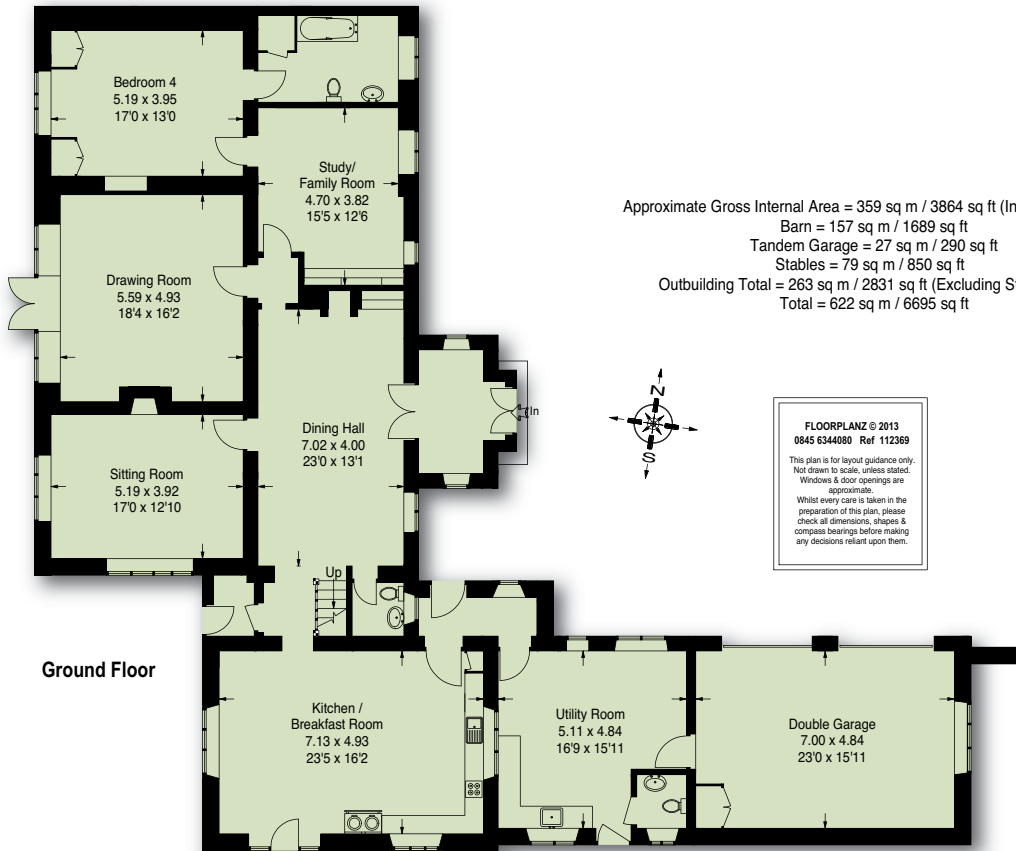 Bedroom 4
5.19 x 3.95
17'0 x 13'0
Study/
Family Room
4.70 x 3.82
15'5 x 12'6
Approximate Gross Internal Area = 359 sq m / 3864 sq ft (In
Barn = 157 sq m / 1689 sq ft
Tandem Garage = 27 sq m / 290 sq ft
Stables = 79 sq m / 850 sq ft
Outbuilding Total = 263 sq m / 2831 sq ft (Excluding St
Total = 622 sq m / 6695 sq ft
Drawing Room
5.59 x 4.93
18'4 x 16'2
N
S
In
Dining Hall
7.02 x 4.00
23'0 x 13'1
FLOORPLANZ © 2013
0845 6344080 Ref 112369
This plan is for layout guidance only.
Not drawn to scale, unless stated.
Windows & door openings are
approximate.
Whilst every care is taken in the
preparation of this plan, please
check all dimensions, shapes &
compass bearings before making
any decisions reliant upon them.
Sitting Room
5.19 x 3.92
17'0 x 12'10
Up
Ground Floor
Kitchen /
Breakfast Room
7.13 x 4.93
23'5 x 16'2
Utility Room
5.11 x 4.84
16'9 x 15'11
Double Garage
7.00 x 4.84
23'0 x 15'11